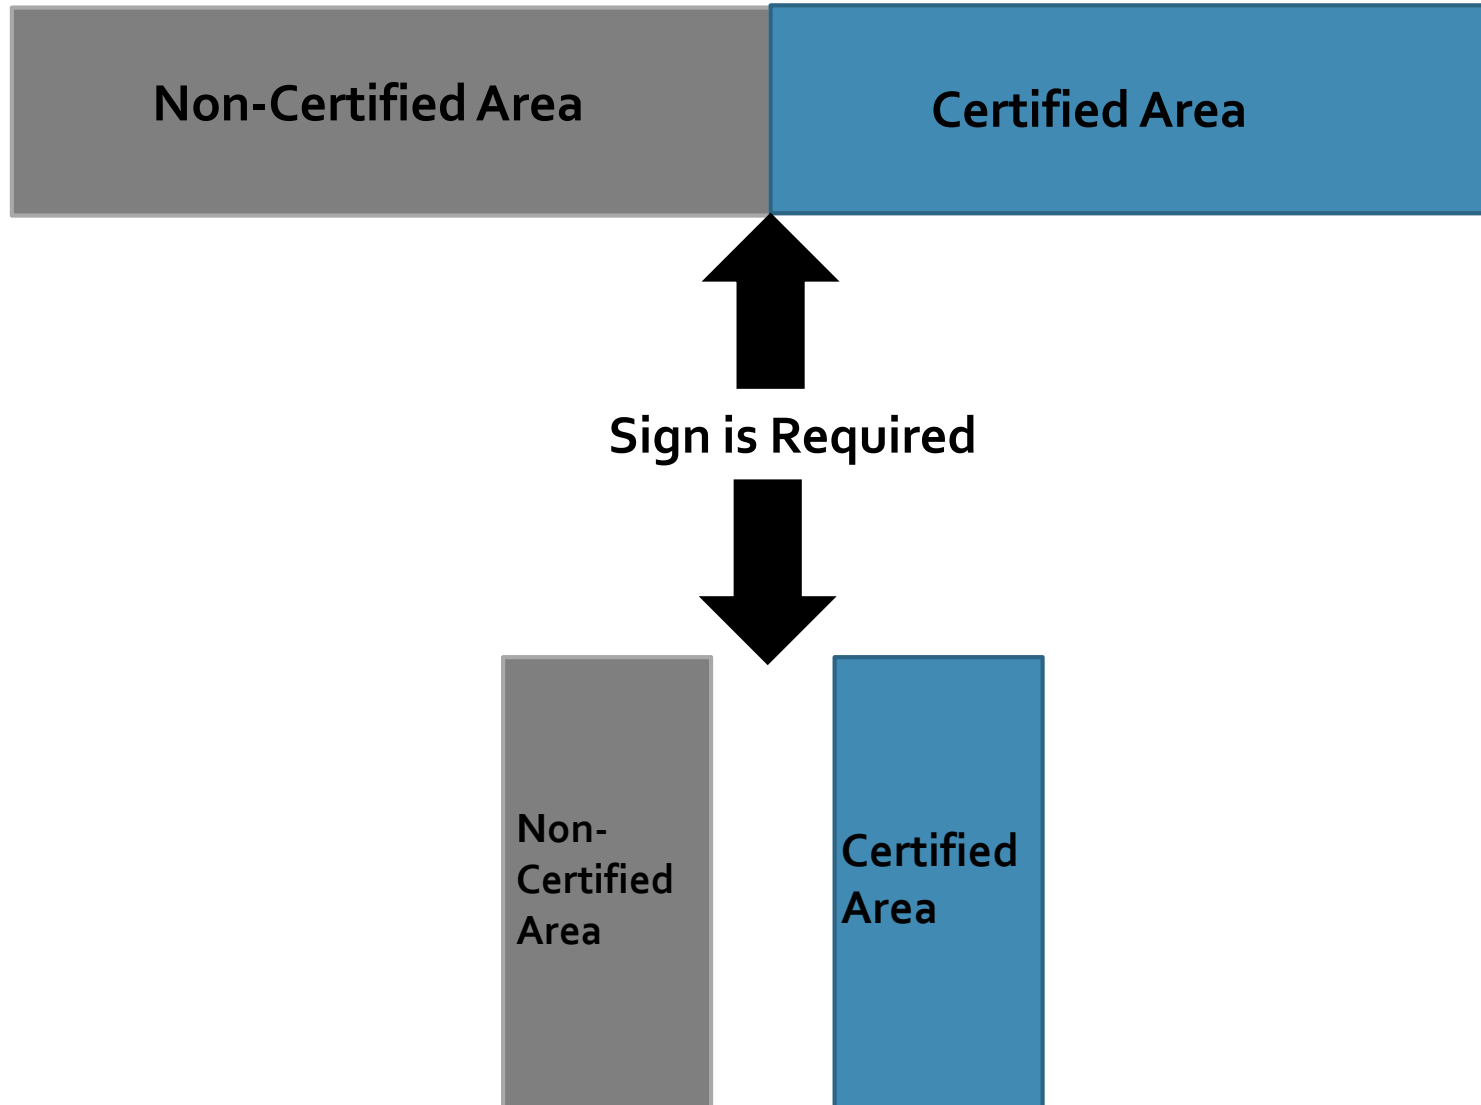 Non-Certified Area
Certified Area
Sign is Required
Non-
Certified
Area
Certified
Area